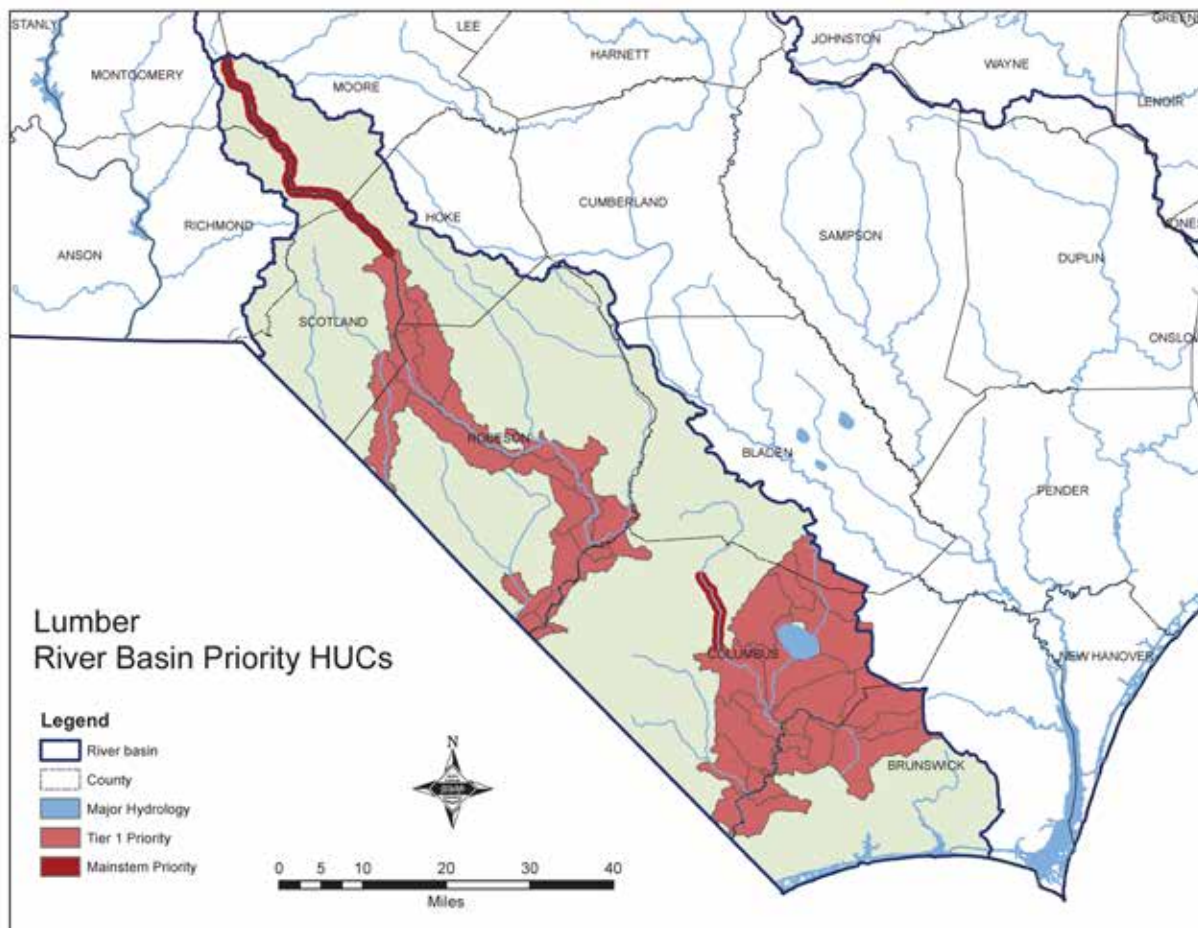 STANLY
LEE
JOHNSTON
GREEN
HARNETT
WAYNE
MONTGOMERY
MOORE
LENOIR
CUMBERLAND
HOKE
RICHMOND
SAMPSON
JONES
ANSON
DUPLIN
SCOTLAND
ONSLOW
ROBESON
BLADEN
PENDER
Lumber
River Basin Priority HUCs
COLUMBUS
NEW HANOVER
Legend
River basin
N
BRUNSWICK
County
Major Hydrology
Tier 1 Priority
Mainstem Priority
0 5 10 20 30 40
Miles